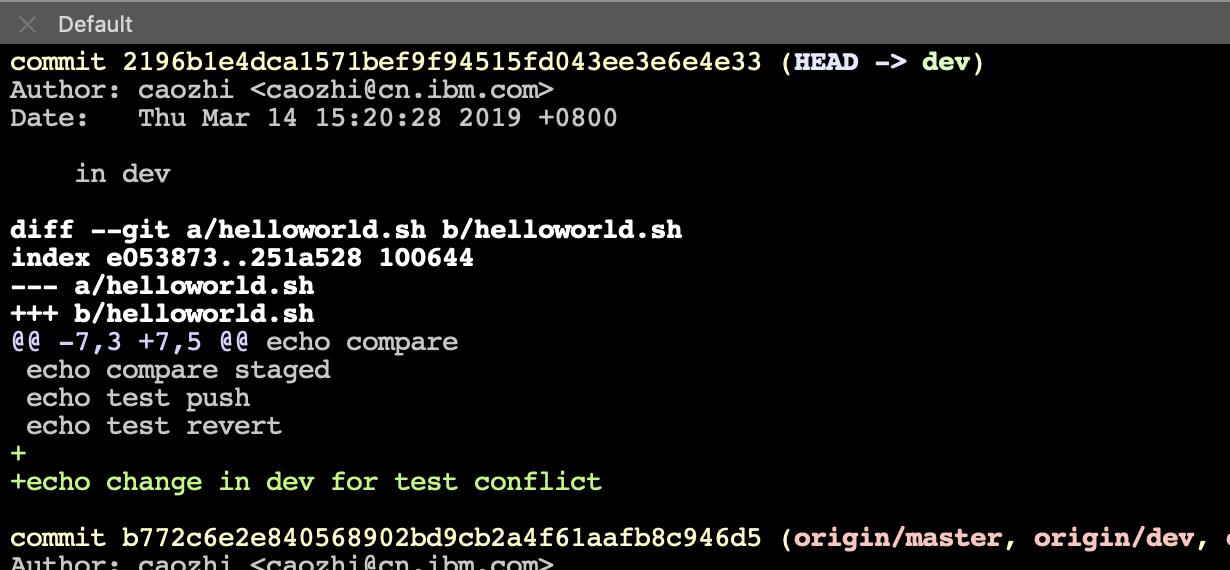 Default
commit 2196b1e4dca1571bef9f94515fd043ee3e6e4e33 (HEAD -> dev)
Author: caozhi <caozhi@cn.ibm.com>
Date:   Thu Mar 14 15:20:28 2019 +0800
    in dev
diff --git a/helloworld.sh b/helloworld.sh
index e053873..251a528 100644
--- a/helloworld.sh
+++ b/helloworld.sh
@@ -7,3 +7,5 @@ echo compare
 echo compare staged
 echo test push
 echo test revert
+
+echo change in dev for test conflict
commit b772c6e2e840568902bd9cb2a4f61aafb8c946d5 (origin/master, origin/dev,
Author: caozhi <caozhi@cn.ibm.com>